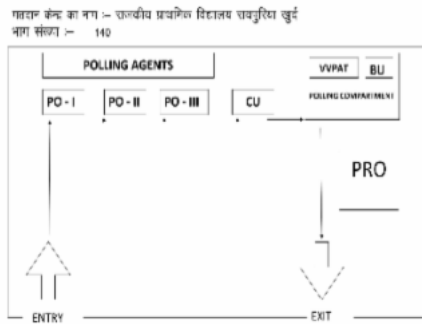 मतदान केन्द्र का नाम :- राजकीय प्राथमिक विद्यालय रावपुरिया खुर्द
भाग संख्या :- 140
POLLING AGENTS
VVPAT BU
POLLING COMPARTMENT
PO - I PO - II PO - III CU
PRO
ENTRY EXIT